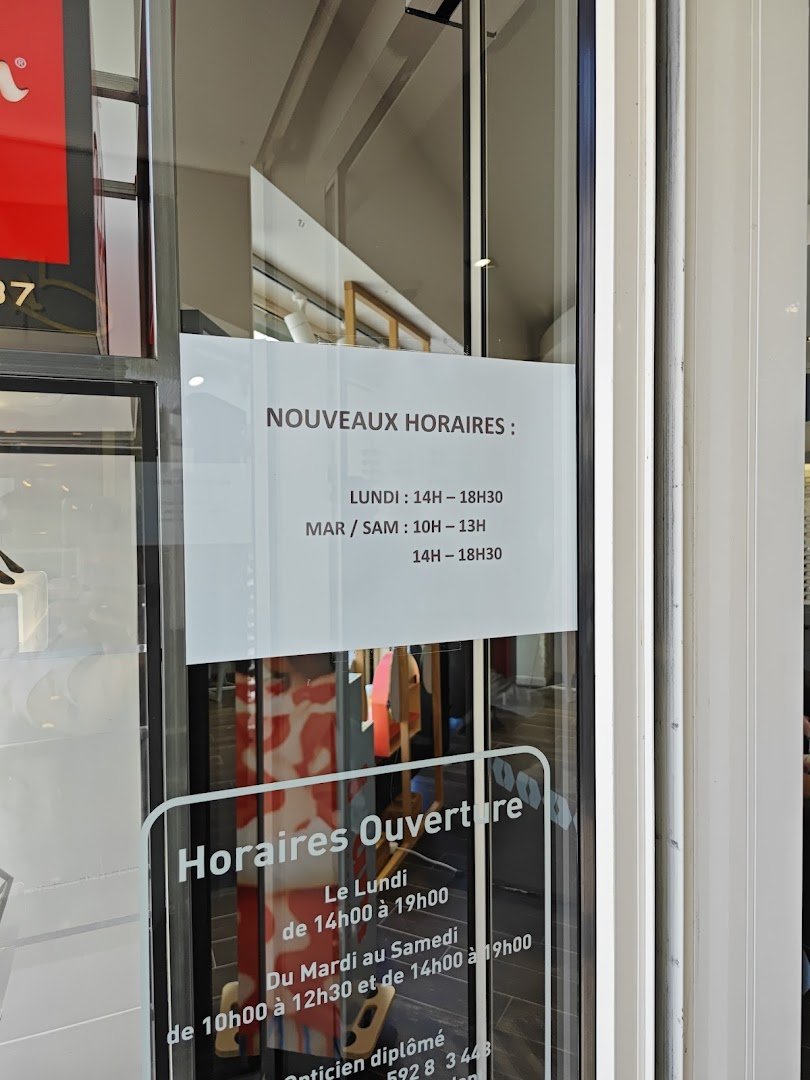 37
NOUVEAUX HORAIRES :
LUNDI : 14H – 18H30
MAR / SAM : 10H – 13H
14H – 18H30
Horaires Ouverture
Le Lundi
de 14h00 à 19h00
Du Mardi au Samedi
de 10h00 à 12h30 et de 14h00 à 19h00
Opticien diplômé